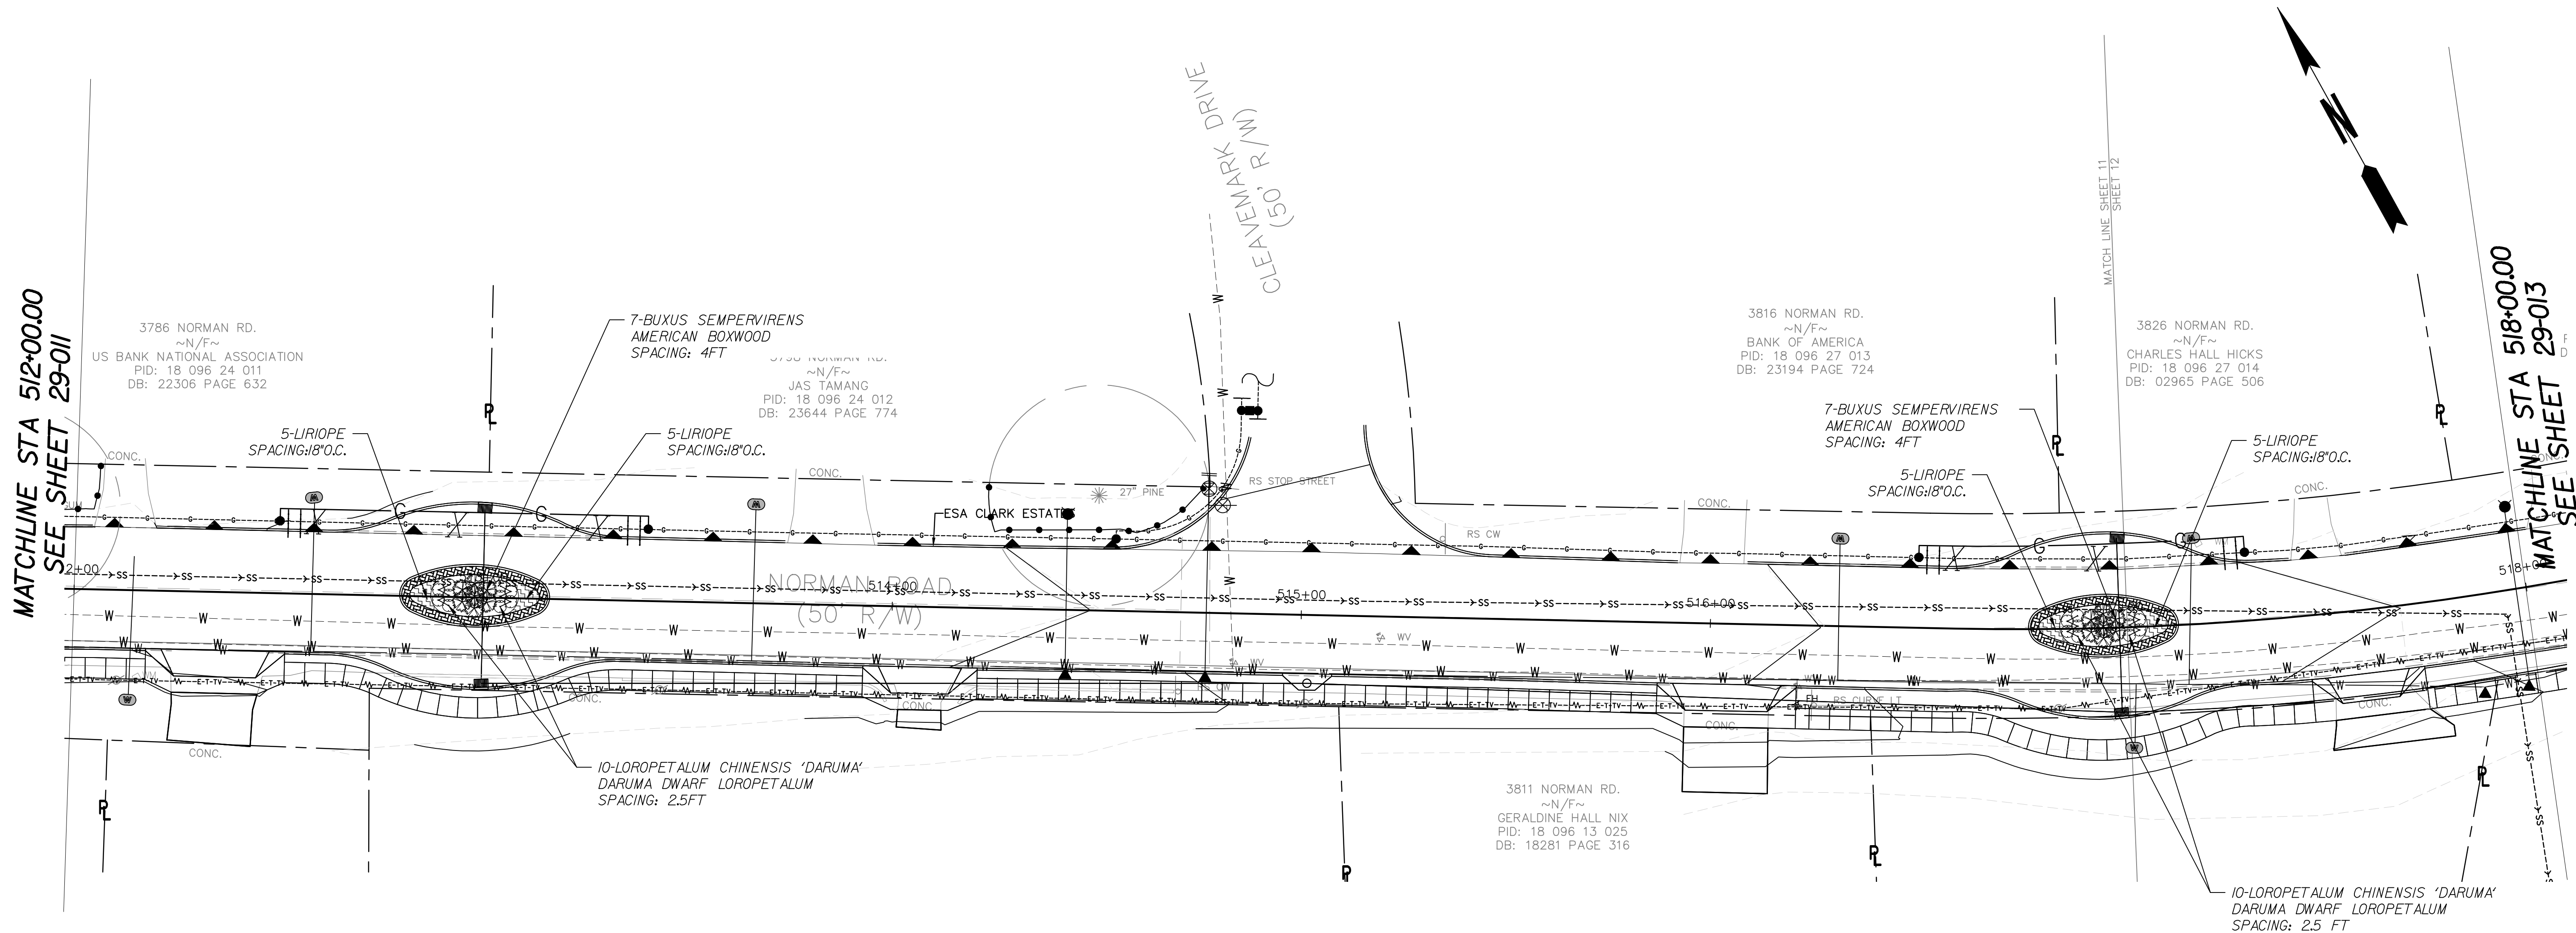 MATCHLINE STA 512+00.00
SEE SHEET 29-011
3786 NORMAN RD.
~N/F~
US BANK NATIONAL ASSOCIATION
PID: 18 096 24 011
DB: 22306 PAGE 632
7-BUXUS SEMPERVIRENS
AMERICAN BOXWOOD
SPACING: 4FT
~N/F~
JAS TAMANG
PID: 18 096 24 012
DB: 23644 PAGE 774
5-LIRIOPE
SPACING:18"O.C.
5-LIRIOPE
SPACING:18"O.C.
CLEAVEMARK DRIVE
(50' R/W)
3816 NORMAN RD.
~N/F~
BANK OF AMERICA
PID: 18 096 27 013
DB: 23194 PAGE 724
MATCH LINE SHEET 11
SHEET 12
3826 NORMAN RD.
~N/F~
CHARLES HALL HICKS
PID: 18 096 27 014
DB: 02965 PAGE 506
N
7-BUXUS SEMPERVIRENS
AMERICAN BOXWOOD
SPACING: 4FT
5-LIRIOPE
SPACING:18"O.C.
5-LIRIOPE
SPACING:18"O.C.
MATCHLINE STA 518+00.00
SEE SHEET 29-013
CONC.
CONC.
27" PINE
RS STOP STREET
ESA CLARK ESTATES
CONC.
RS CW
CONC.
NORMAN ROAD
(50' R/W)
514+00
515+00
516+00
WV
WV
RS CW
FH
RS CURVE LT
CONC.
CONC.
CONC.
CONC.
CONC.
10-LOROPETALUM CHINENSIS 'DARUMA'
DARUMA DWARF LOROPETALUM
SPACING: 2.5FT
3811 NORMAN RD.
~N/F~
GERALDINE HALL NIX
PID: 18 096 13 025
DB: 18281 PAGE 316
10-LOROPETALUM CHINENSIS 'DARUMA'
DARUMA DWARF LOROPETALUM
SPACING: 2.5 FT